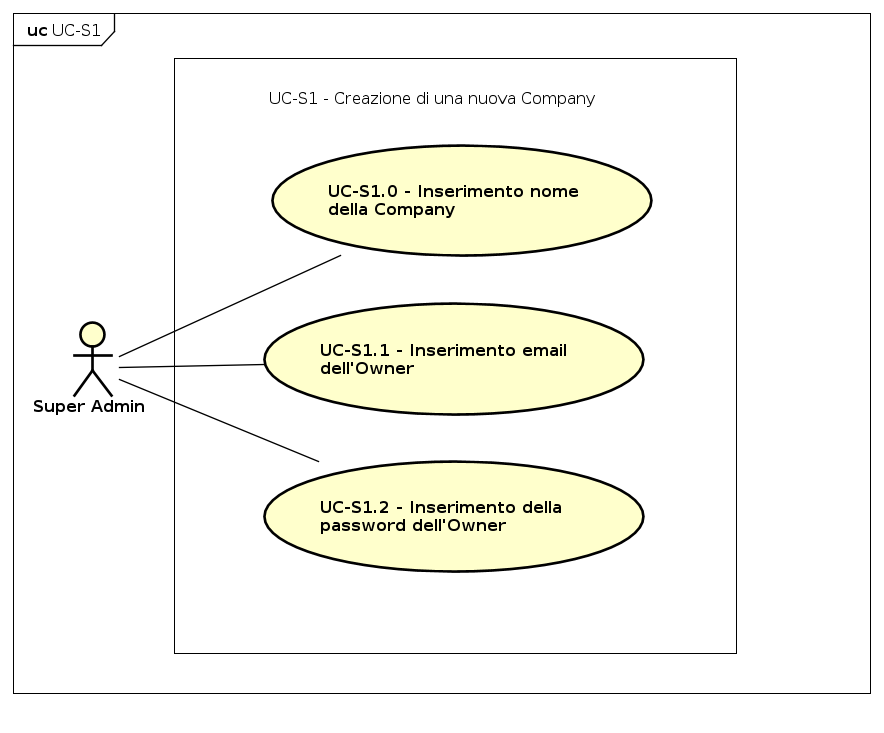 uc UC-S1
UC-S1 - Creazione di una nuova Company
UC-S1.0 - Inserimento nome
della Company
UC-S1.1 - Inserimento email
dell'Owner
Super Admin
UC-S1.2 - Inserimento della
password dell'Owner